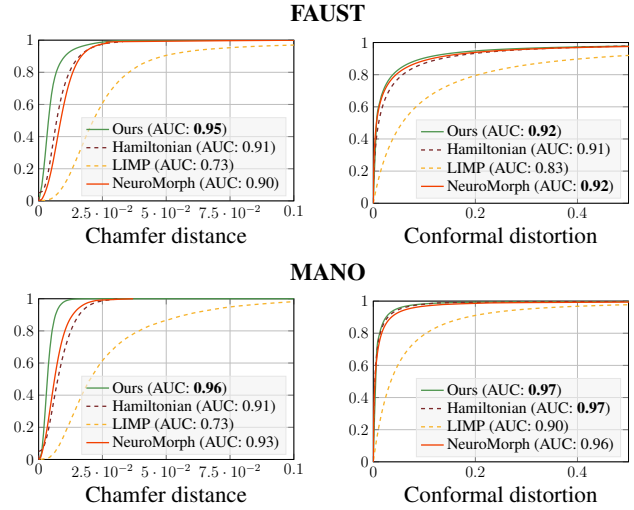 FAUST
1
0.8
0.6
0.4
0.2
0
Ours (AUC: 0.95)
Hamiltonian (AUC: 0.91)
LIMP (AUC: 0.73)
NeuroMorph (AUC: 0.90)
0 2.5 · 10⁻² 5 · 10⁻² 7.5 · 10⁻² 0.1
Chamfer distance
1
0.8
0.6
0.4
0.2
0
Ours (AUC: 0.92)
Hamiltonian (AUC: 0.91)
LIMP (AUC: 0.83)
NeuroMorph (AUC: 0.92)
0 0.2 0.4
Conformal distortion
MANO
1
0.8
0.6
0.4
0.2
0
Ours (AUC: 0.96)
Hamiltonian (AUC: 0.91)
LIMP (AUC: 0.73)
NeuroMorph (AUC: 0.93)
0 2.5 · 10⁻² 5 · 10⁻² 7.5 · 10⁻² 0.1
Chamfer distance
1
0.8
0.6
0.4
0.2
0
Ours (AUC: 0.97)
Hamiltonian (AUC: 0.97)
LIMP (AUC: 0.90)
NeuroMorph (AUC: 0.96)
0 0.2 0.4
Conformal distortion